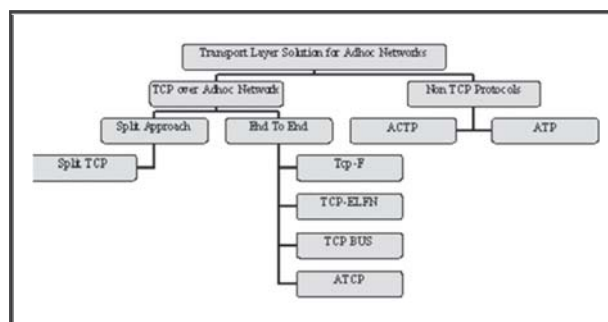 Transport Layer Solution for Adhoc Networks
TCP over Adhoc Network
Non TCP Protocols
Split Approach
End To End
ACTP
ATP
Split TCP
Tcp-F
TCP-ELFN
TCP BUS
ATCP